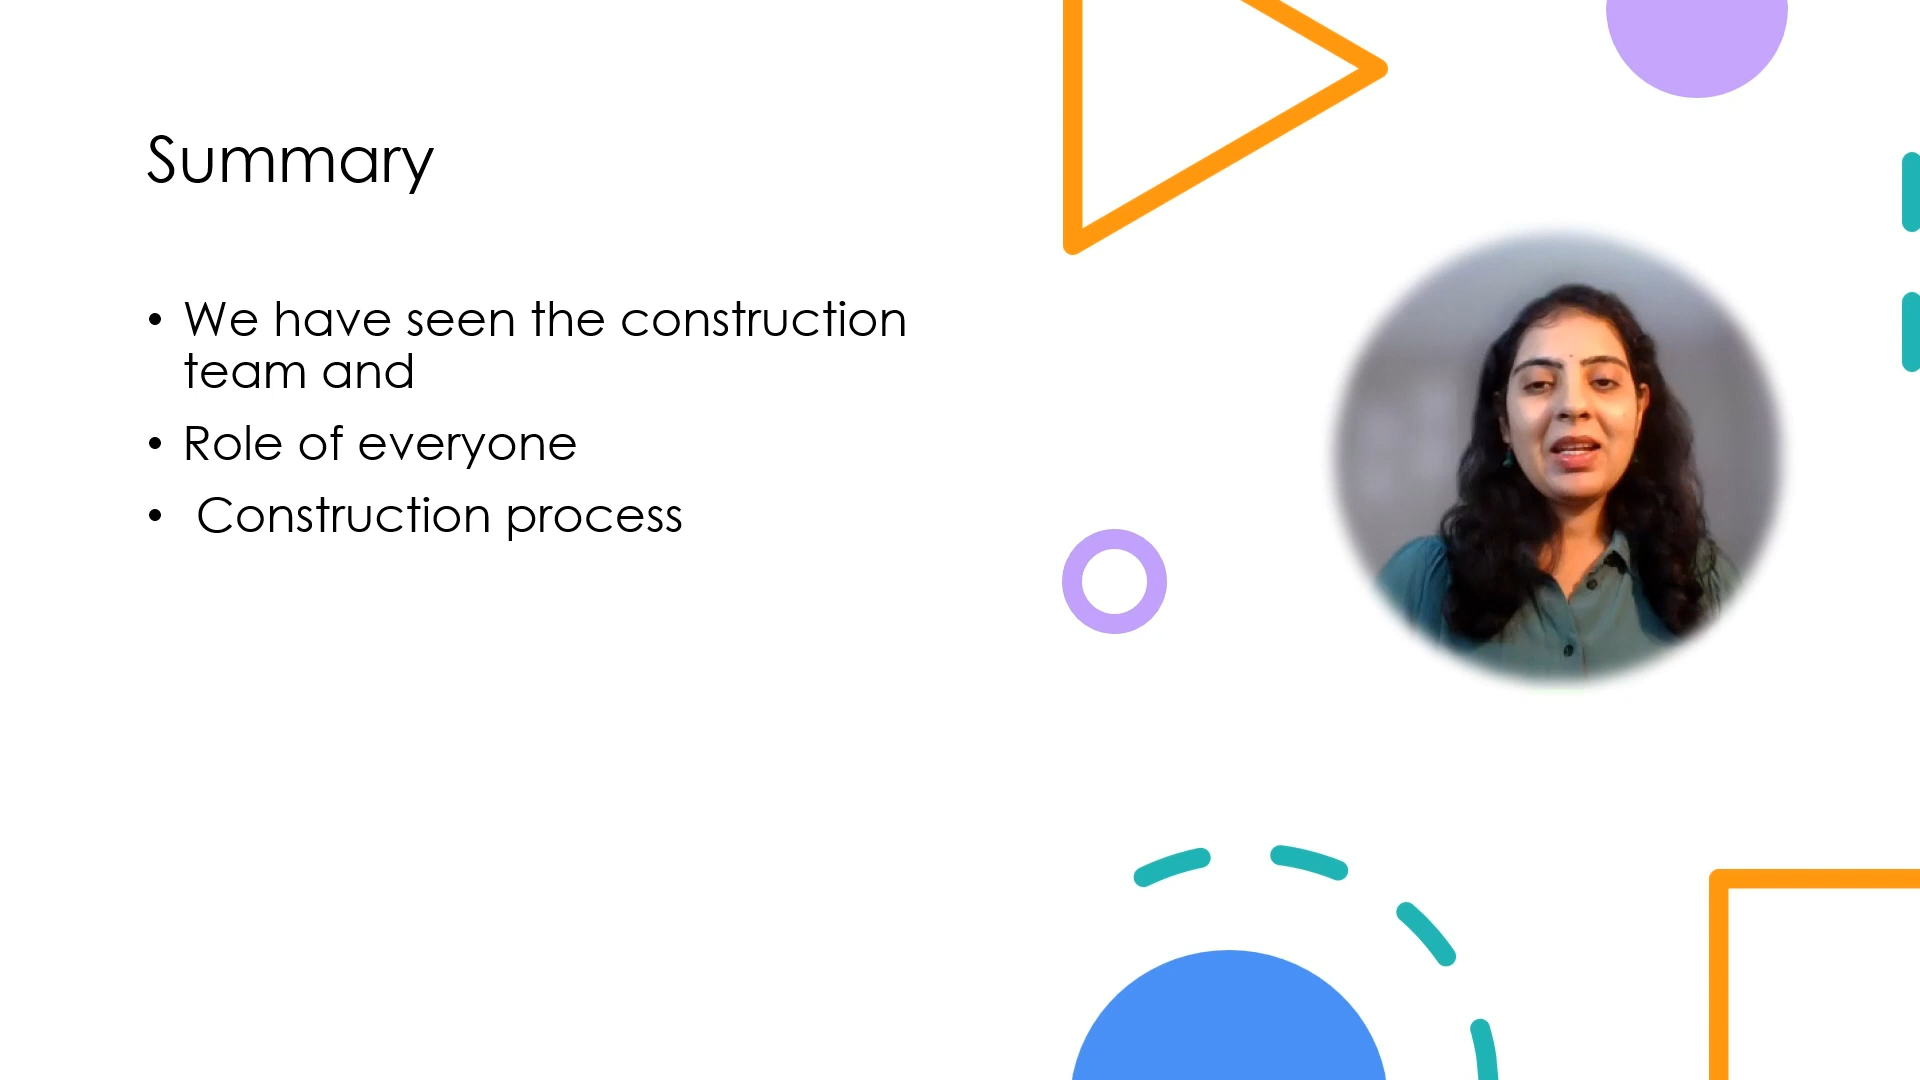 Summary
• We have seen the construction
team and
• Role of everyone
• Construction process